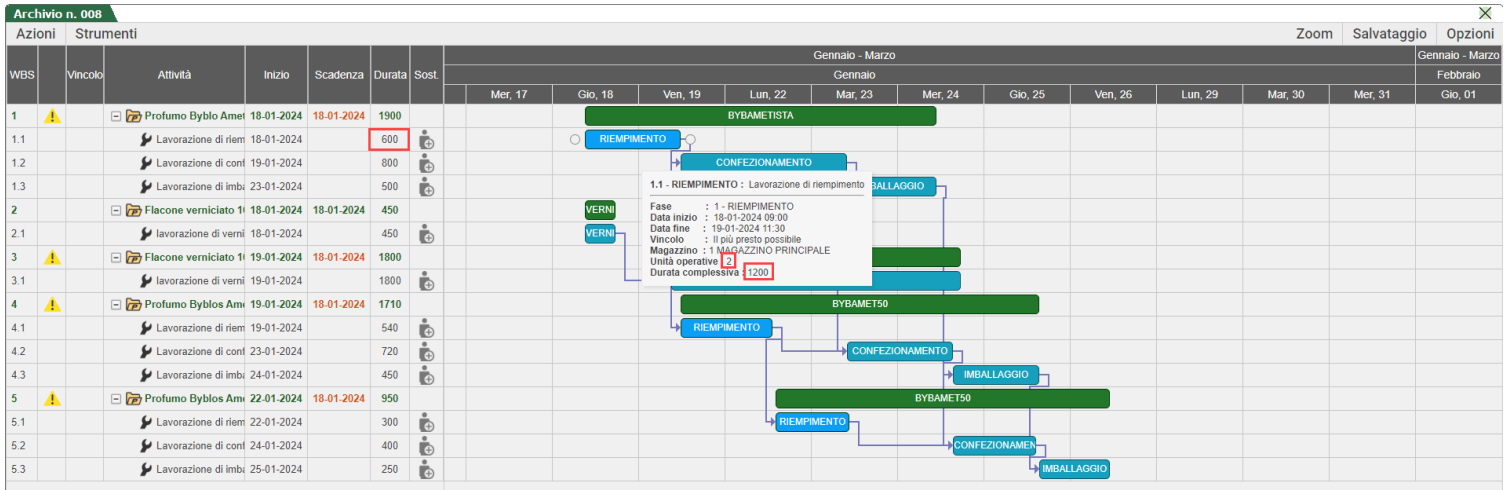 Archivio n. 008
Azioni Strumenti Zoom Salvataggio Opzioni
WBS Vincolo Attività Inizio Scadenza Durata Sost.
Gennaio - Marzo Gennaio - Marzo
Gennaio Febbraio
Mer, 17 Gio, 18 Ven, 19 Lun, 22 Mar, 23 Mer, 24 Gio, 25 Ven, 26 Lun, 29 Mar, 30 Mer, 31 Gio, 01
1 Profumo Byblo Amet 18-01-2024 18-01-2024 1900 BYBAMETISTA
1.1 Lavorazione di riem 18-01-2024 600 RIEMPIMENTO
1.2 Lavorazione di conf 19-01-2024 800 CONFEZIONAMENTO
1.3 Lavorazione di imba 23-01-2024 500 BALLAGGIO
2 Flacone verniciato 1 18-01-2024 18-01-2024 450 VERNI
2.1 lavorazione di verni 18-01-2024 450 VERNI
3 Flacone verniciato 1 19-01-2024 18-01-2024 1800
3.1 lavorazione di verni 19-01-2024 1800
4 Profumo Byblos Ame 19-01-2024 18-01-2024 1710 BYBAMET50
4.1 Lavorazione di riem 19-01-2024 540 RIEMPIMENTO
4.2 Lavorazione di conf 23-01-2024 720 CONFEZIONAMENTO
4.3 Lavorazione di imba 24-01-2024 450 IMBALLAGGIO
5 Profumo Byblos Ame 22-01-2024 18-01-2024 950 BYBAMET50
5.1 Lavorazione di riem 22-01-2024 300 RIEMPIMENTO
5.2 Lavorazione di conf 24-01-2024 400 CONFEZIONAMEN
5.3 Lavorazione di imba 25-01-2024 250 IMBALLAGGIO
1.1 - RIEMPIMENTO : Lavorazione di riempimento
Fase : 1 - RIEMPIMENTO
Data inizio : 18-01-2024 09:00
Data fine : 19-01-2024 11:30
Vincolo : Il più presto possibile
Magazzino : 1 MAGAZZINO PRINCIPALE
Unità operative : 2
Durata complessiva : 1200